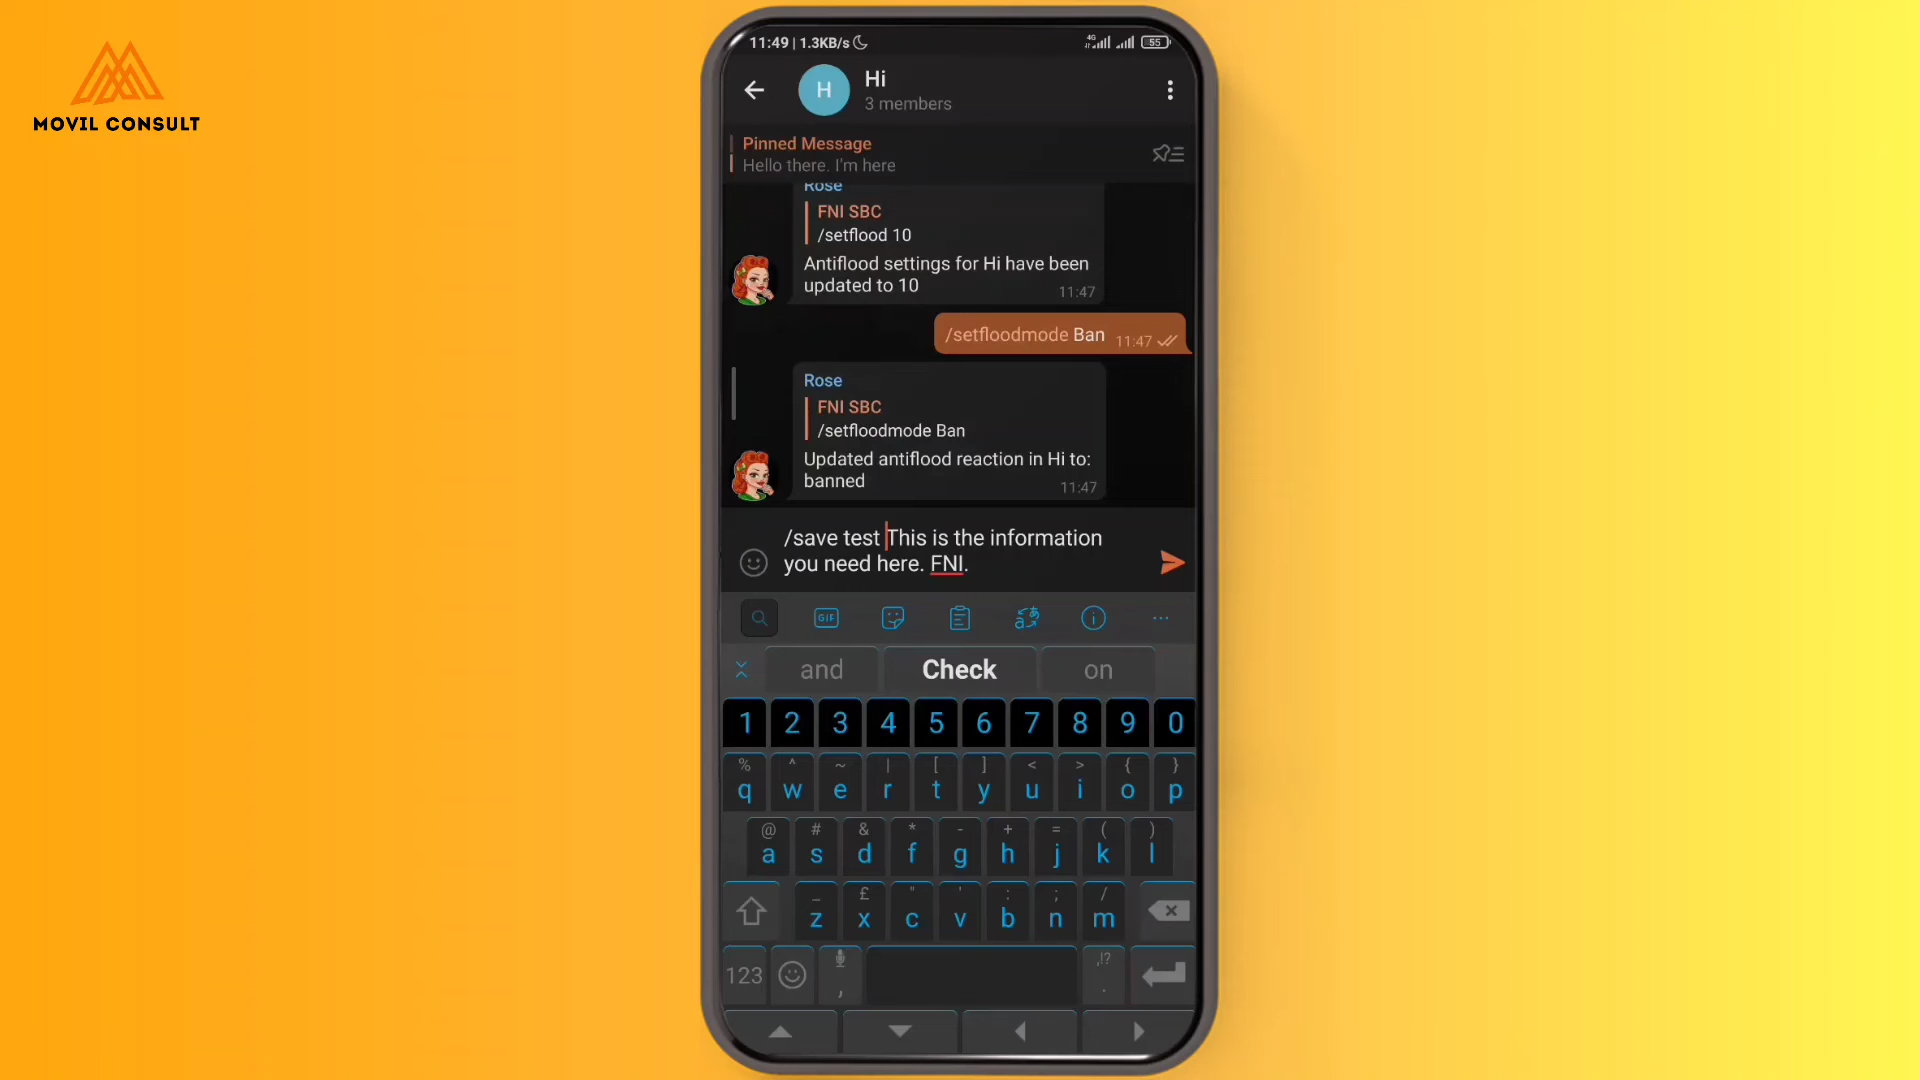 MOVIL CONSULT
11:49 | 1.3KB/s
4G
55
H
Hi
3 members
Pinned Message
Hello there. I'm here
Rose
FNI SBC
/setflood 10
Antiflood settings for Hi have been
updated to 10
11:47
/setfloodmode Ban
11:47
Rose
FNI SBC
/setfloodmode Ban
Updated antiflood reaction in Hi to:
banned
11:47
/save test This is the information
you need here. FNI.
GIF
and Check on
1 2 3 4 5 6 7 8 9 0
% ^ ~ | [ ] < > { }
q w e r t y u i o p
@ # & * - + = ( )
a s d f g h j k l
_ £ " ' : ; /
z x c v b n m
,!?
123 , .